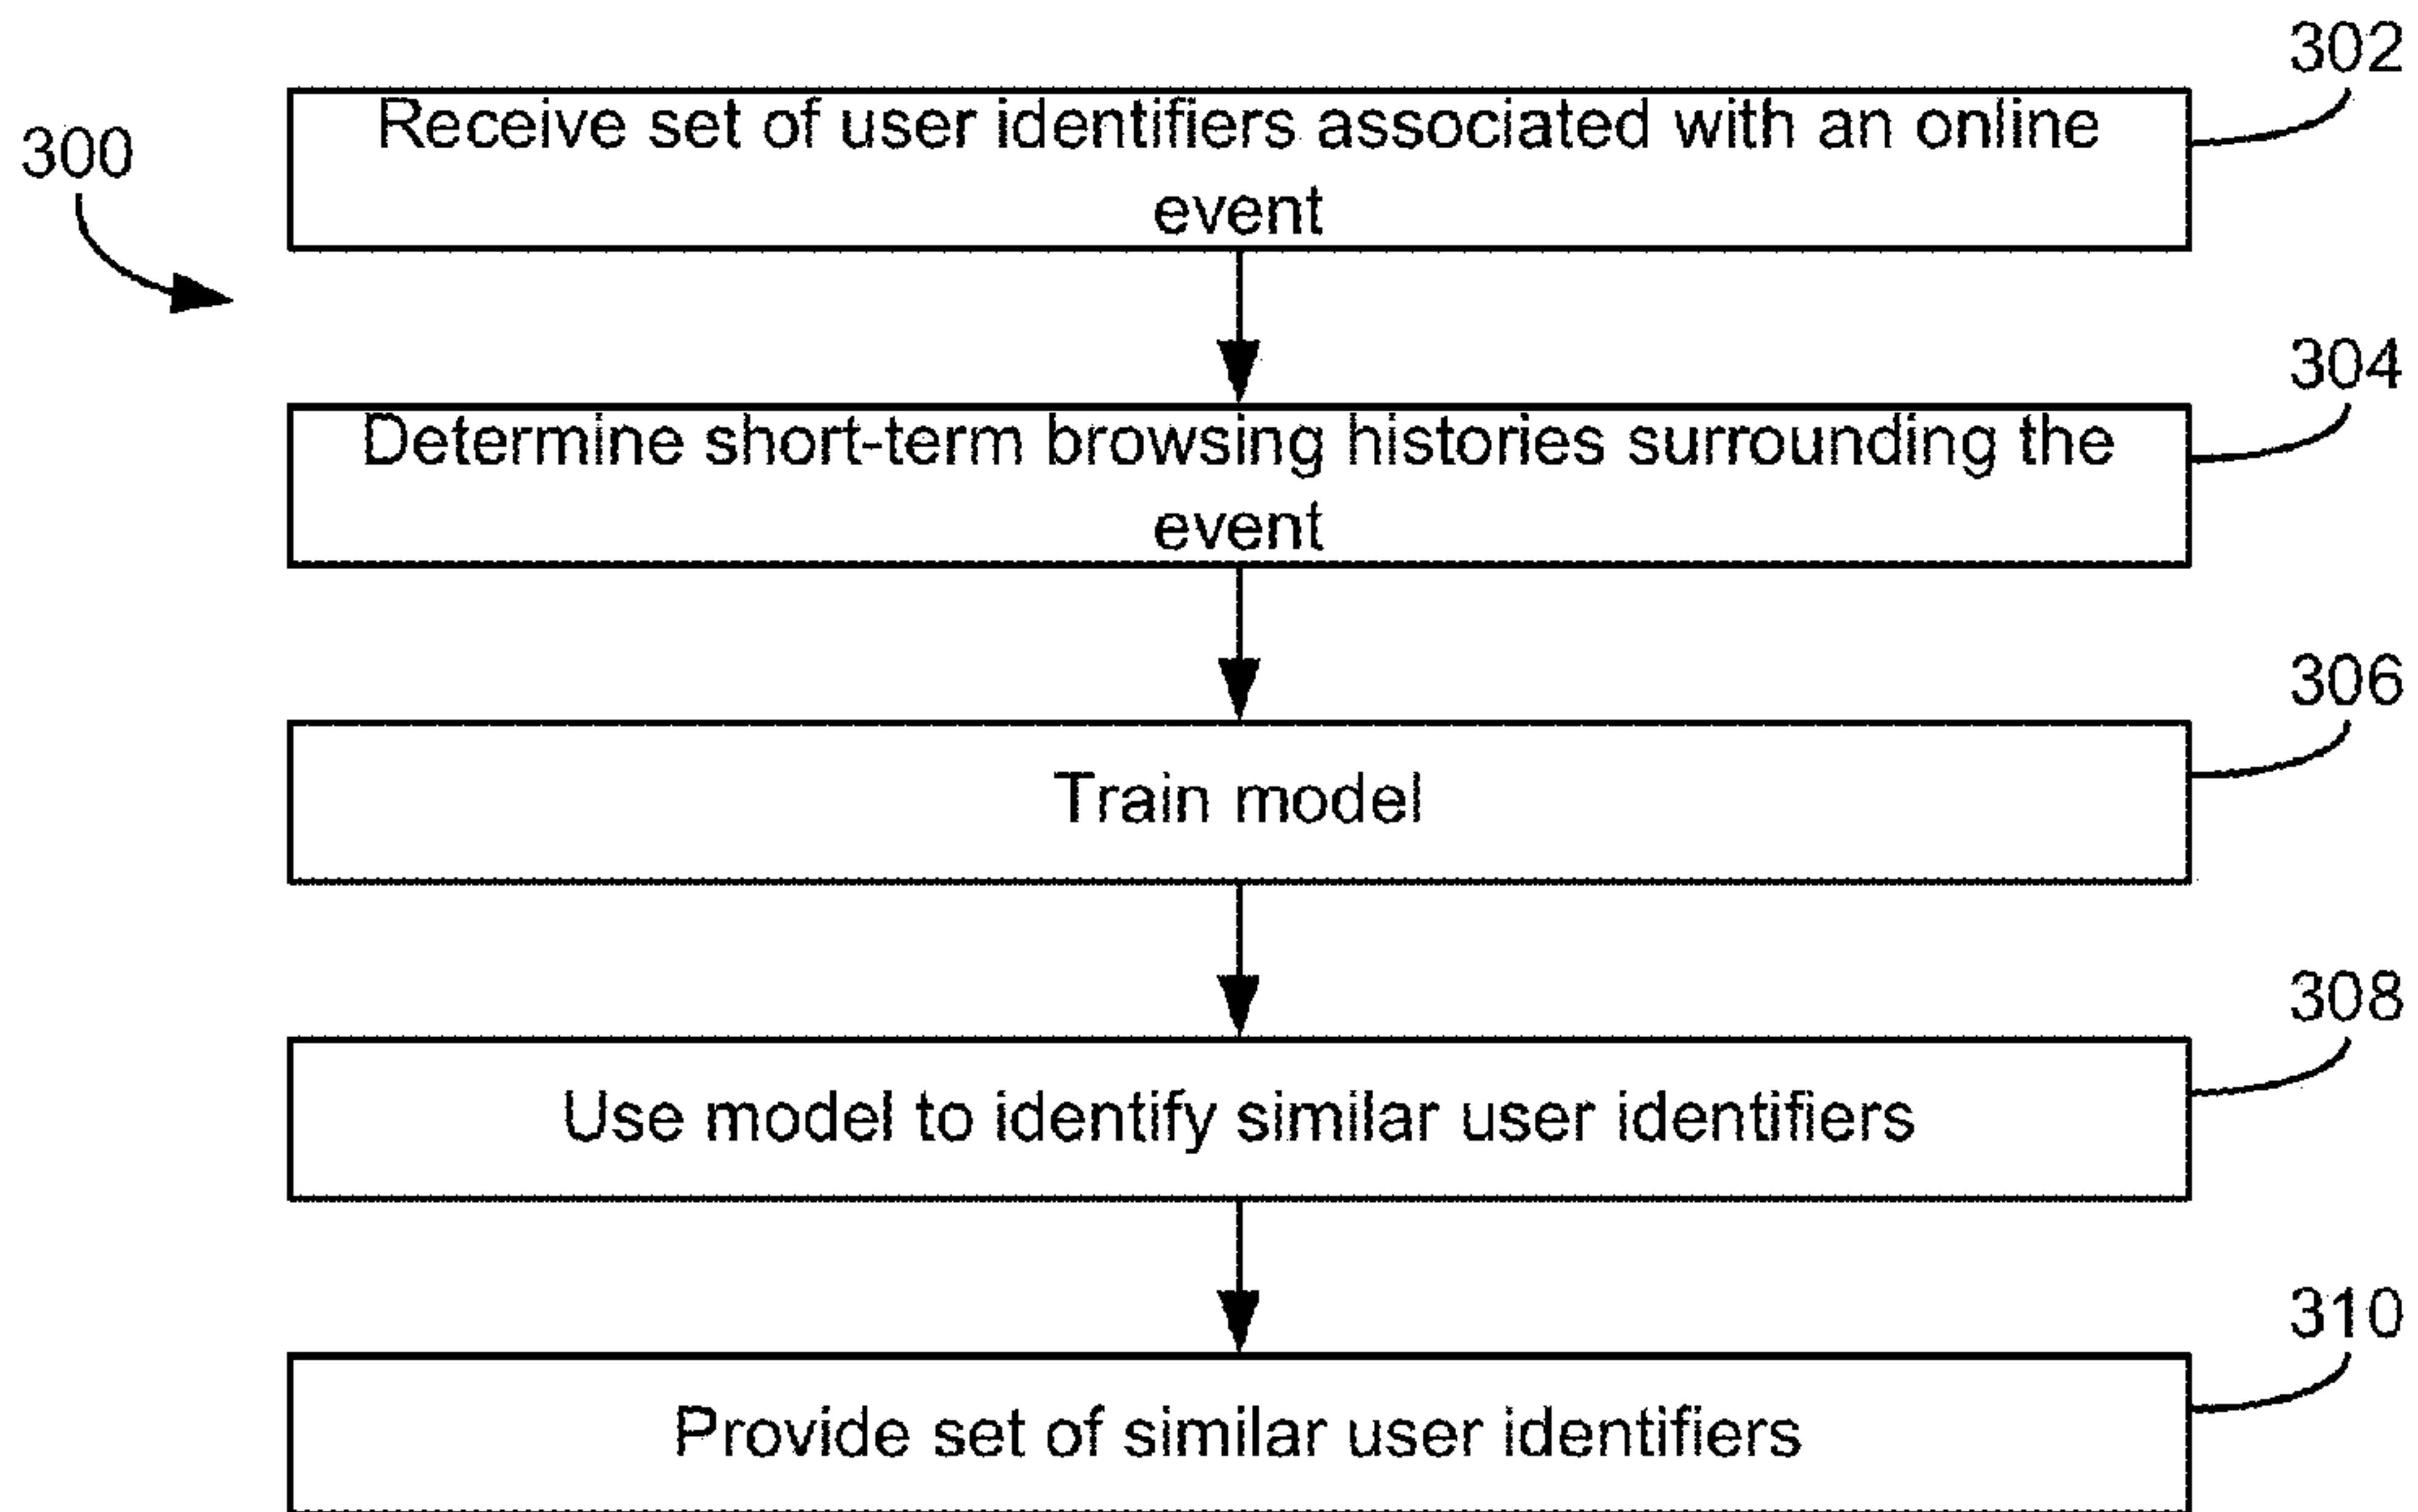 302
Receive set of user identifiers associated with an online
event
300
304
Determine short-term browsing histories surrounding the
event
306
Train model
308
Use model to identify similar user identifiers
310
Provide set of similar user identifiers